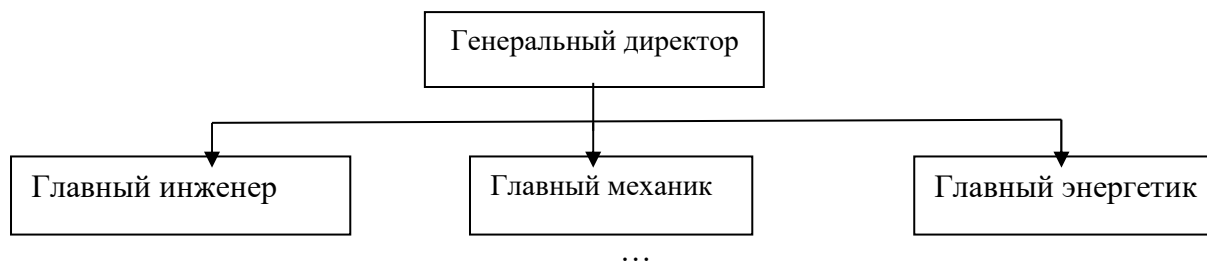 Генеральный директор
Главный инженер
Главный механик
Главный энергетик
…